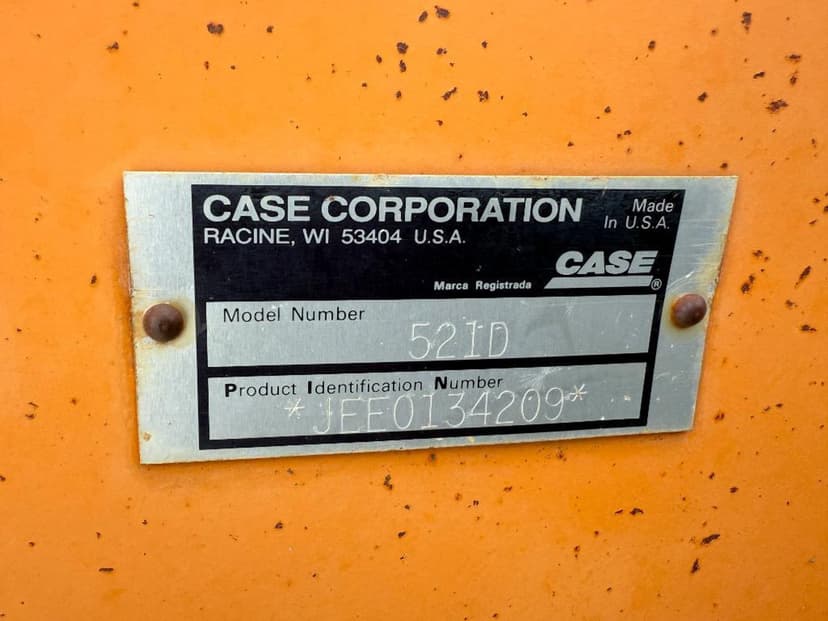 CASE CORPORATION
RACINE, WI 53404 U.S.A.
Made
In U.S.A.
CASE®
Marca Registrada
Model Number
521D
Product Identification Number
*JEE0134209*